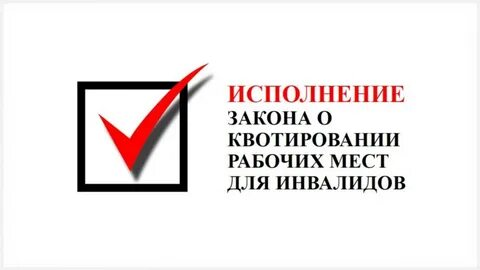 ИСПОЛНЕНИЕ
ЗАКОНА О
КВОТИРОВАНИИ
РАБОЧИХ МЕСТ
ДЛЯ ИНВАЛИДОВ